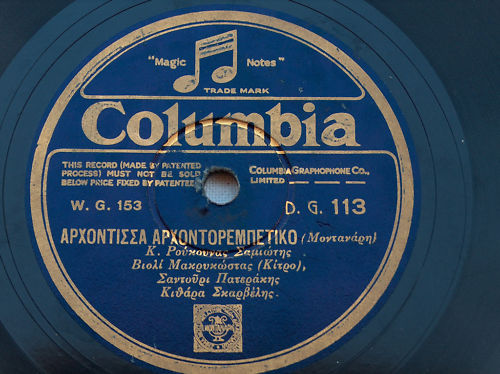 "Magic Notes"
TRADE MARK
Columbia
THIS RECORD (MADE BY PATENTED
PROCESS) MUST NOT BE SOLD
BELOW PRICE FIXED BY PATENTEE
COLUMBIA GRAPHOPHONE CO.,
LIMITED
W. G. 153
D. G. 113
ΑΡΧΟΝΤΙΣΣΑ ΑΡΧΟΝΤΟΡΕΜΠΕΤΙΚΟ (Μοντανάρη)
Κ. Ρούκουνας Σαμιώτης
Βιολί Μακρυκώστας (Κίτρο),
Σαντούρι Πατεράκης
Κιθάρα Σκαρβέλης.